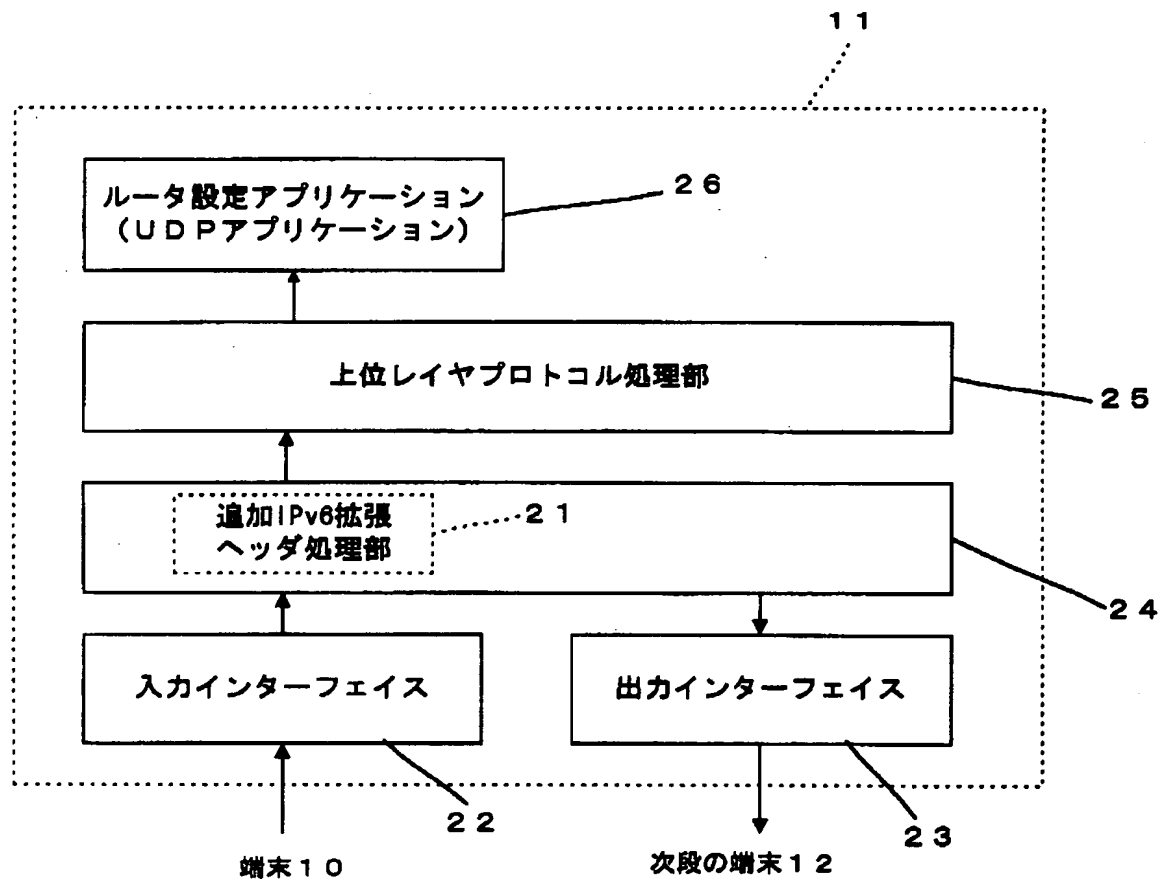 １１
ルータ設定アプリケーション
（ＵＤＰアプリケーション）
２６
上位レイヤプロトコル処理部
２５
追加IPv6拡張
ヘッダ処理部
２１
２４
入力インターフェイス
出力インターフェイス
２２
２３
端末１０
次段の端末１２